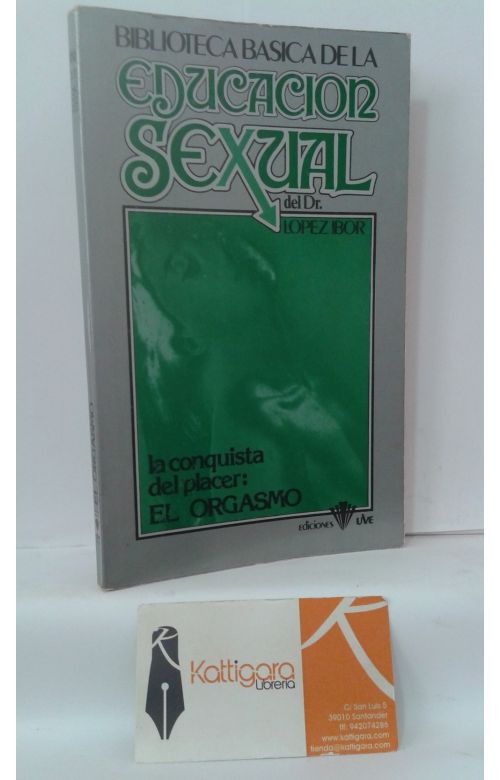 BIBLIOTECA BASICA DE LA
EDUCACION
SEXUAL
del Dr.
LOPEZ IBOR
la conquista
del placer:
EL ORGASMO
ediciones UVE
Kattigara
Librería
C/ San Luis 5
39010 Santander
tlf: 942074286
www.kattigara.com
tienda@kattigara.com